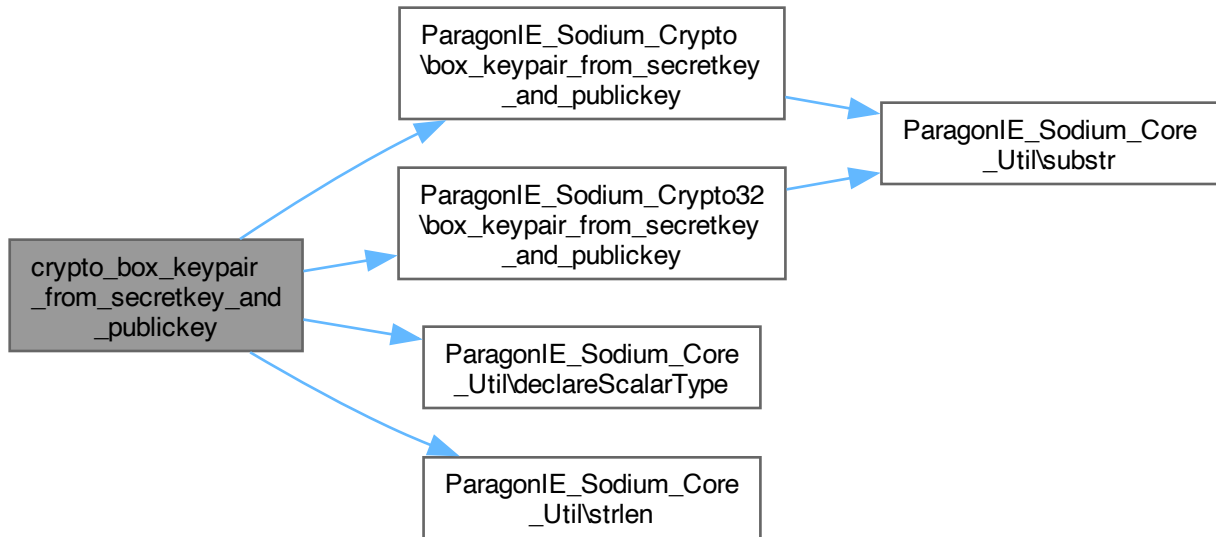 ParagonIE_Sodium_Crypto
\box_keypair_from_secretkey
_and_publickey
ParagonIE_Sodium_Core
_Util\substr
ParagonIE_Sodium_Crypto32
\box_keypair_from_secretkey
_and_publickey
crypto_box_keypair
_from_secretkey_and
_publickey
ParagonIE_Sodium_Core
_Util\declareScalarType
ParagonIE_Sodium_Core
_Util\strlen